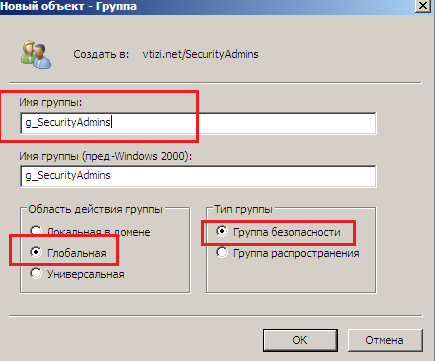 Новый объект - Группа
Создать в: vtizi.net/SecurityAdmins
Имя группы:
g_SecurityAdmins
Имя группы (пред-Windows 2000):
g_SecurityAdmins
Область действия группы
Локальная в домене
Глобальная
Универсальная
Тип группы
Группа безопасности
Группа распространения
OK
Отмена